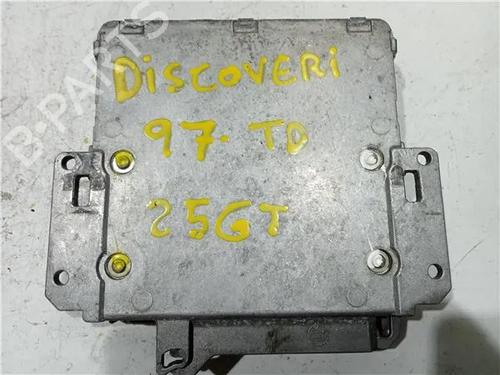 DiSCOVERi
97. TD
25GT
B-PARTS